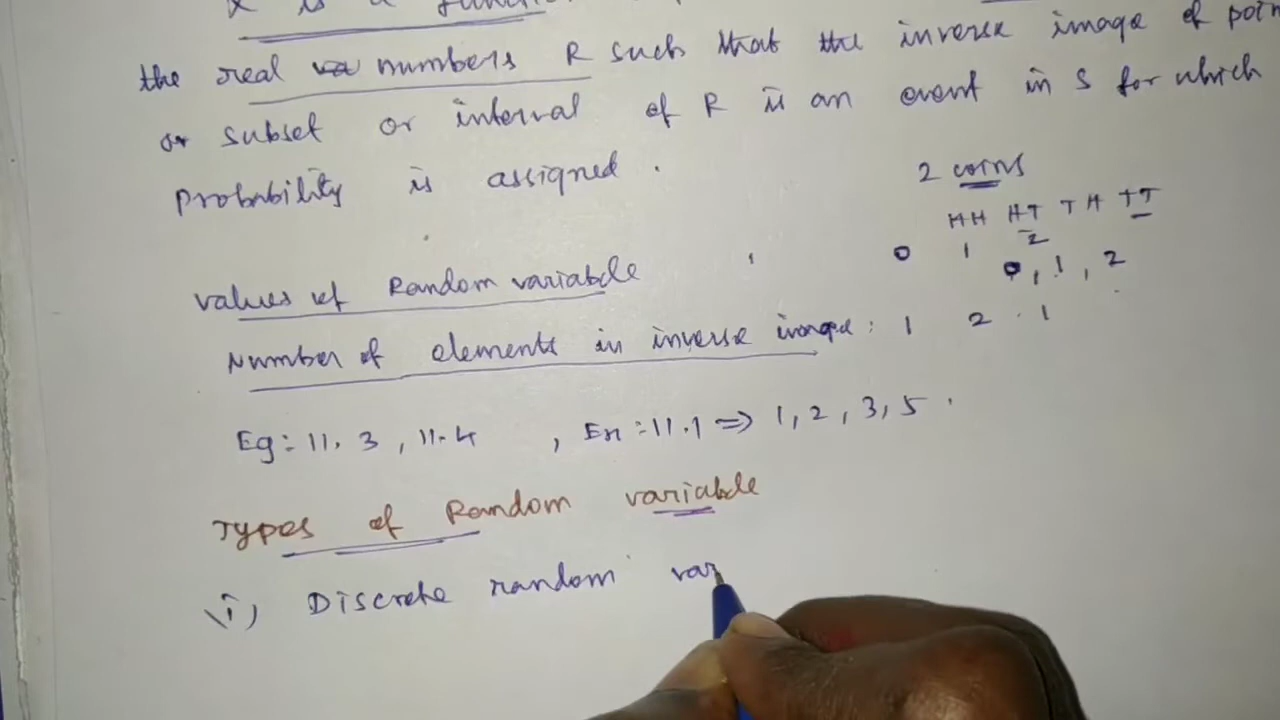 X is a function
the real numbers R such that the inverse image of poin
or subset or interval of R is an event in S for which
Probability is assigned.
2 coins
HH HT TH TT
0 1 2
0, 1, 2
values of Random variable
Number of elements in inverse image: 1 2 1
Eg: 11.3, 11.4, Ex: 11.1 ⇒ 1, 2, 3, 5.
Types of Random variable
(i) Discrete random var